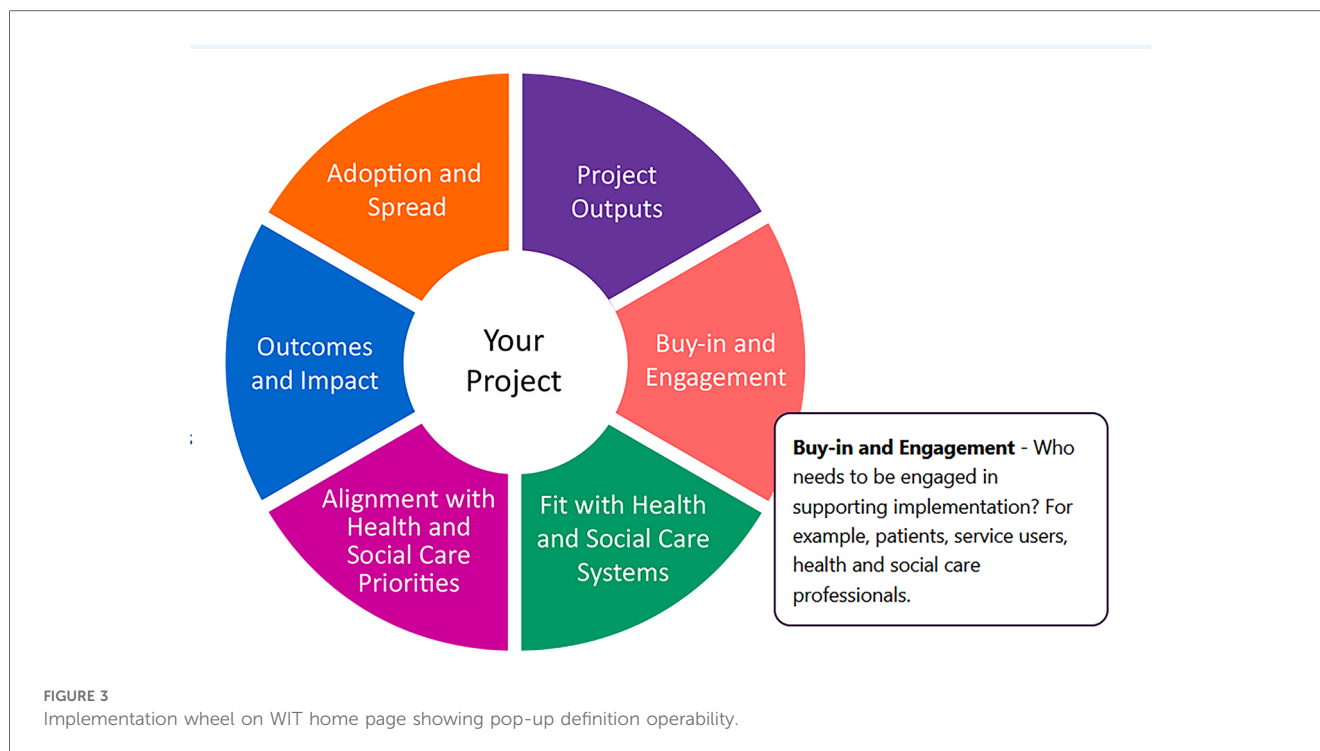 Adoption and
Spread
Project
Outputs
Outcomes
and Impact
Your
Project
Buy-in and
Engagement
Alignment with
Health and
Social Care
Priorities
Fit with Health
and Social Care
Systems
Buy-in and Engagement - Who
needs to be engaged in
supporting implementation? For
example, patients, service users,
health and social care
professionals.
FIGURE 3
Implementation wheel on WIT home page showing pop-up definition operability.